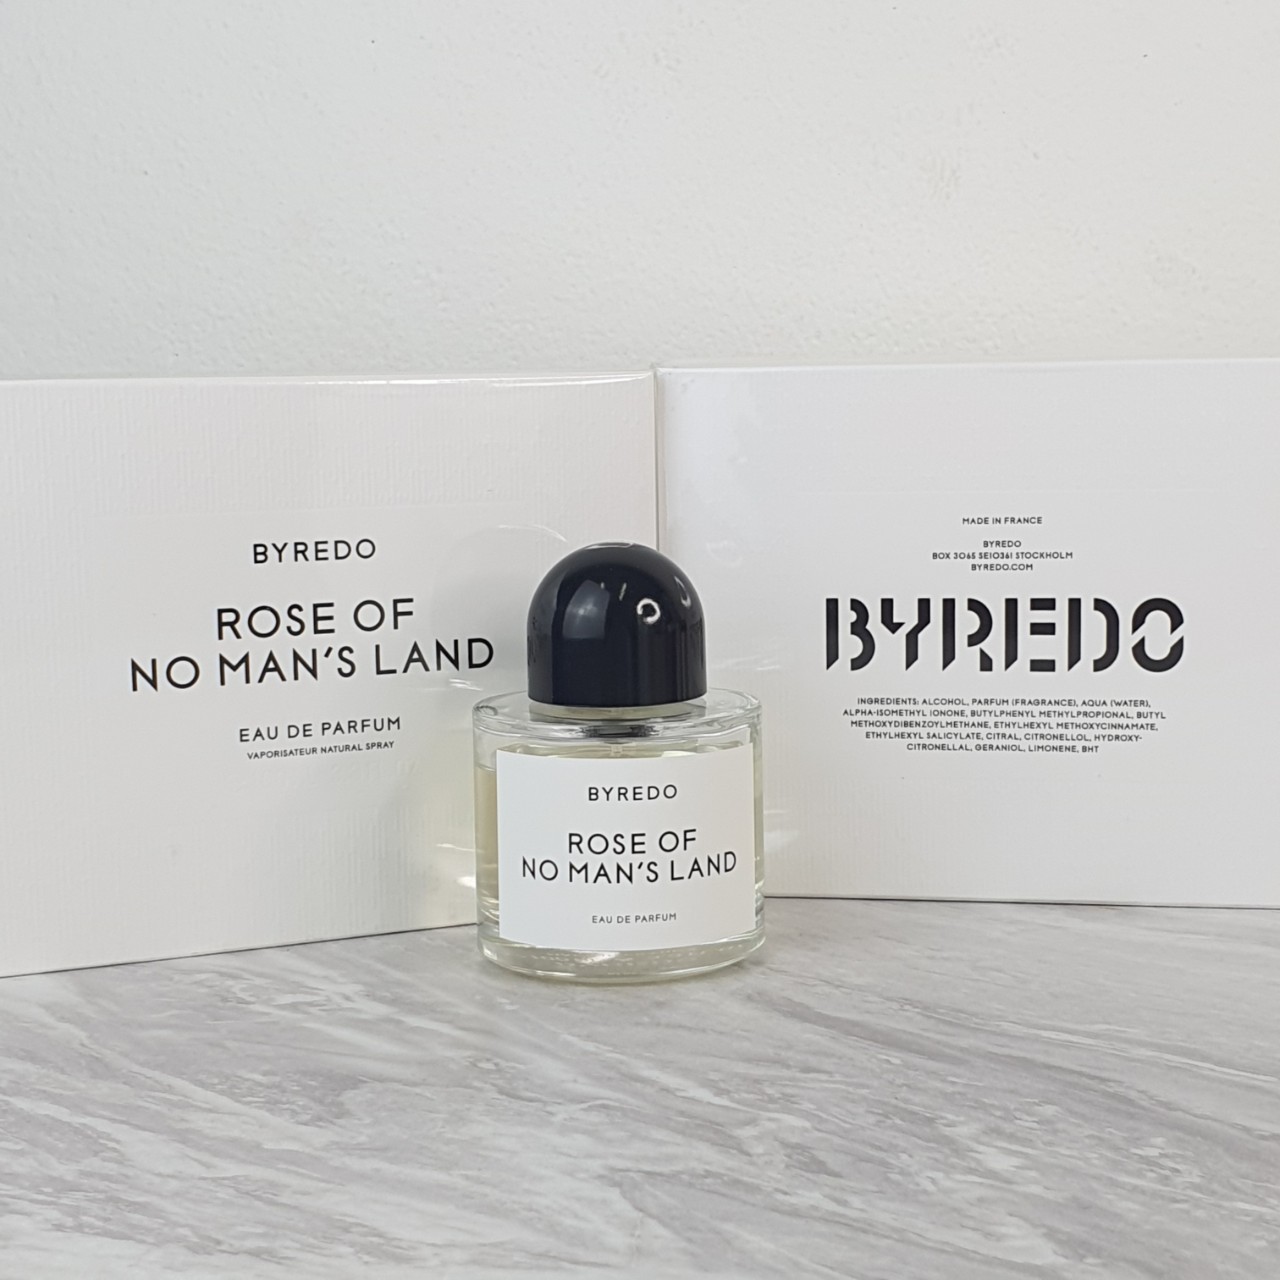 BYREDO
ROSE OF
NO MAN'S LAND
EAU DE PARFUM
VAPORISATEUR NATURAL SPRAY
BYREDO
ROSE OF
NO MAN'S LAND
EAU DE PARFUM
MADE IN FRANCE
BYREDO
BOX 3065 SE10361 STOCKHOLM
BYREDO.COM
BYREDO
INGREDIENTS: ALCOHOL, PARFUM (FRAGRANCE), AQUA (WATER),
ALPHA-ISOMETHYL IONONE, BUTYLPHENYL METHYLPROPIONAL, BUTYL
METHOXYDIBENZOYLMETHANE, ETHYLHEXYL METHOXYCINNAMATE,
ETHYLHEXYL SALICYLATE, CITRAL, CITRONELLOL, HYDROXY-
CITRONELLAL, GERANIOL, LIMONENE, BHT